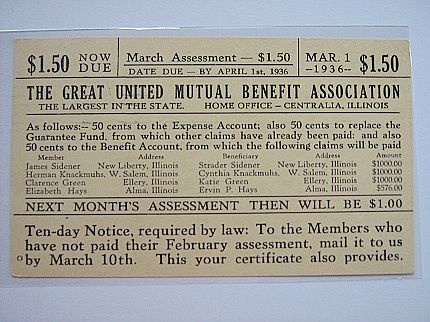 $1.50 NOW DUE March Assessment — $1.50 MAR. 1 -1936- $1.50
DATE DUE — BY APRIL 1st, 1936
THE GREAT UNITED MUTUAL BENEFIT ASSOCIATION
THE LARGEST IN THE STATE. HOME OFFICE – CENTRALIA, ILLINOIS
As follows:– 50 cents to the Expense Account; also 50 cents to replace the
Guarantee Fund, from which other claims have already been paid: and also
50 cents to the Benefit Account, from which the following claims will be paid
Member Address Beneficiary Address Amount
James Sidener New Liberty, Illinois Strader Sidener New Liberty, Illinois $1000.00
Herman Knackmuhs, W. Salem, Illinois Cynthia Knackmuhs, W. Salem, Illinois $1000.00
Clarence Green Ellery, Illinois Katie Green Ellery, Illinois $1000.00
Elizabeth Hays Alma, Illinois Ervin P. Hays Alma, Illinois $576.00
NEXT MONTH'S ASSESSMENT THEN WILL BE $1.00
Ten-day Notice, required by law: To the Members who
have not paid their February assessment, mail it to us
by March 10th. This your certificate also provides.